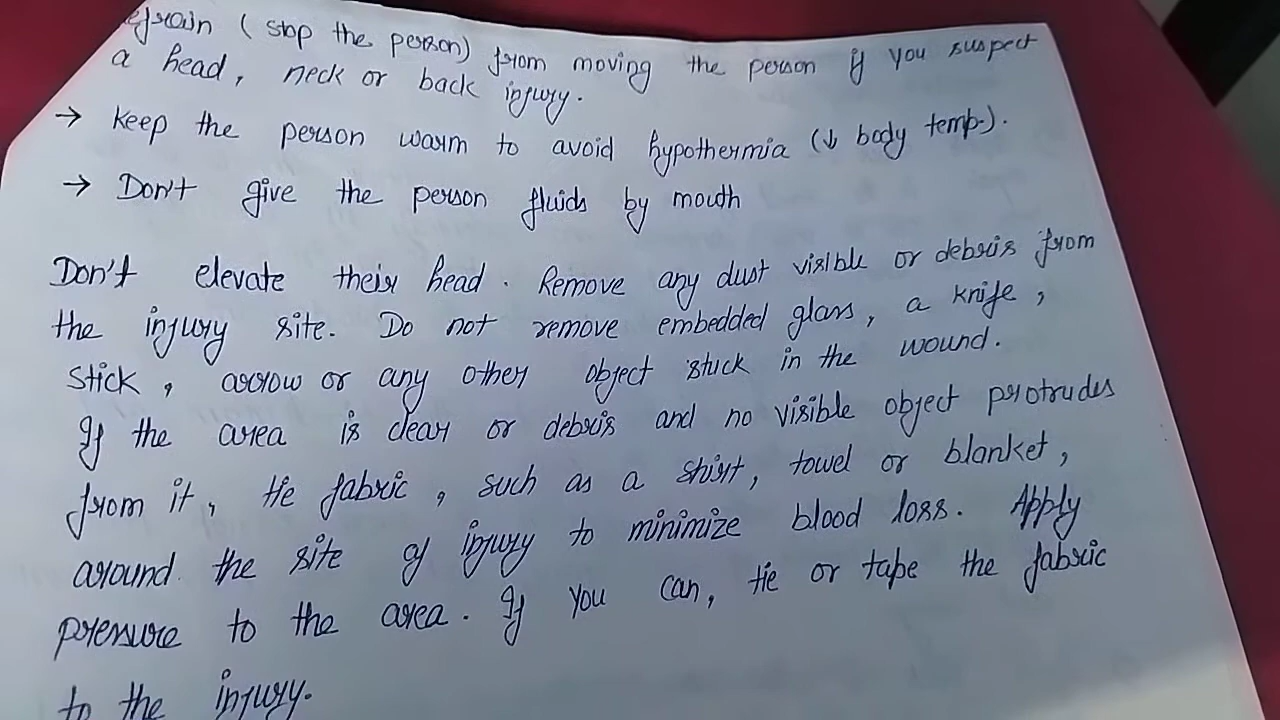 efrain (stop the person) from moving the person if you suspect
a head, neck or back injury.
→ keep the person warm to avoid hypothermia (↓ body temp.).
→ Don't give the person fluids by mouth
Don't elevate their head. Remove any dust visible or debris from
the injury site. Do not remove embedded glass, a knife,
stick, arrow or any other object stuck in the wound.
If the area is clear or debris and no visible object protrudes
from it, tie fabric, such as a shirt, towel or blanket,
around the site of injury to minimize blood loss. Apply
pressure to the area. If you can, tie or tape the fabric
to the injury.